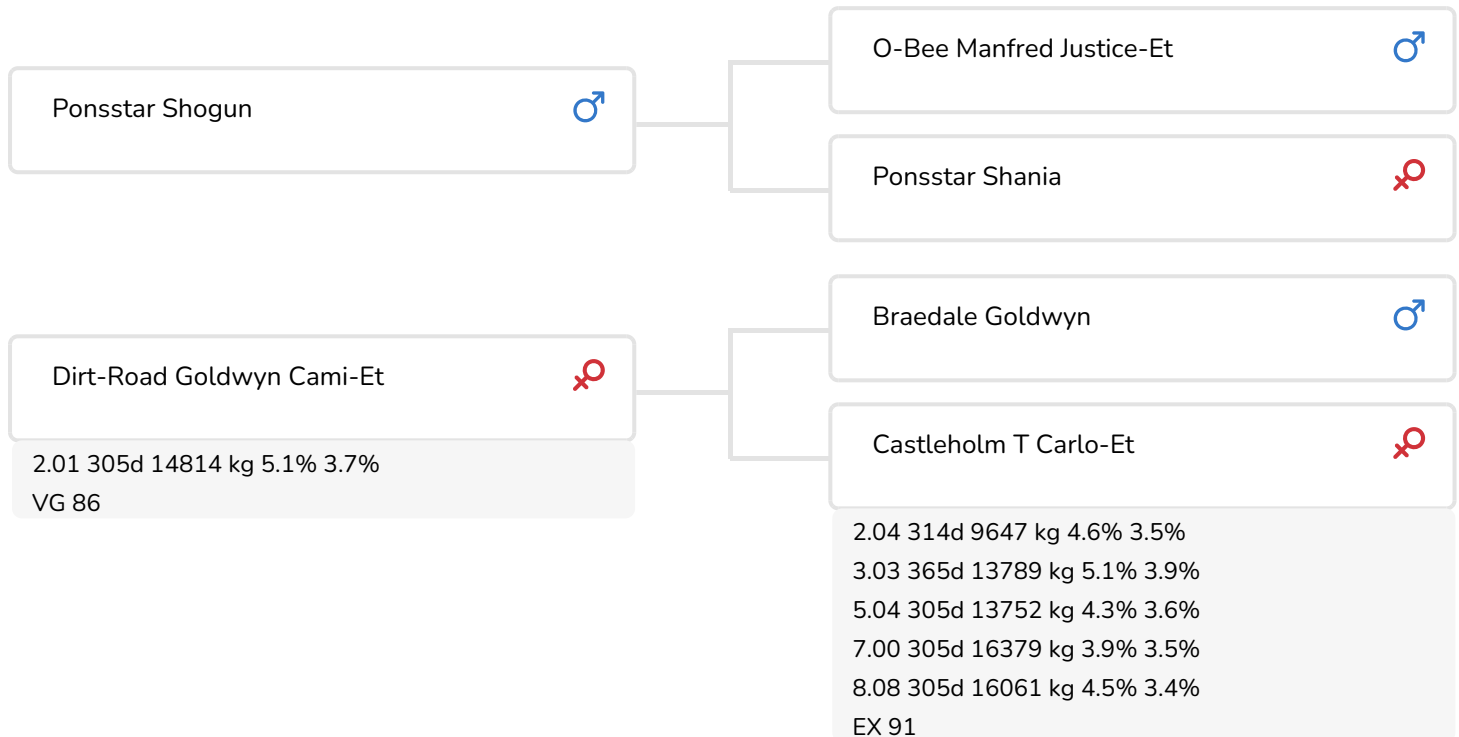 Ponsstar Shogun
O-Bee Manfred Justice-Et
Ponsstar Shania
Dirt-Road Goldwyn Cami-Et
2.01 305d 14814 kg 5.1% 3.7%
VG 86
Braedale Goldwyn
Castleholm T Carlo-Et
2.04 314d 9647 kg 4.6% 3.5%
3.03 365d 13789 kg 5.1% 3.9%
5.04 305d 13752 kg 4.3% 3.6%
7.00 305d 16379 kg 3.9% 3.5%
8.08 305d 16061 kg 4.5% 3.4%
EX 91